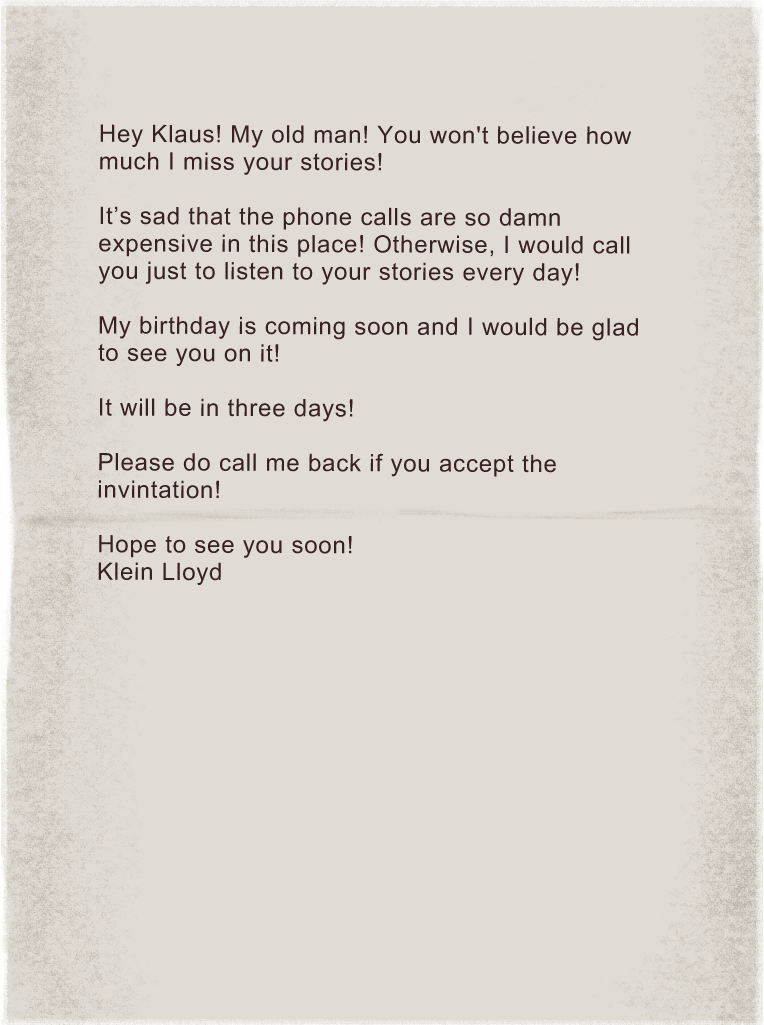 Hey Klaus! My old man! You won't believe how
much I miss your stories!
It’s sad that the phone calls are so damn
expensive in this place! Otherwise, I would call
you just to listen to your stories every day!
My birthday is coming soon and I would be glad
to see you on it!
It will be in three days!
Please do call me back if you accept the
invintation!
Hope to see you soon!
Klein Lloyd